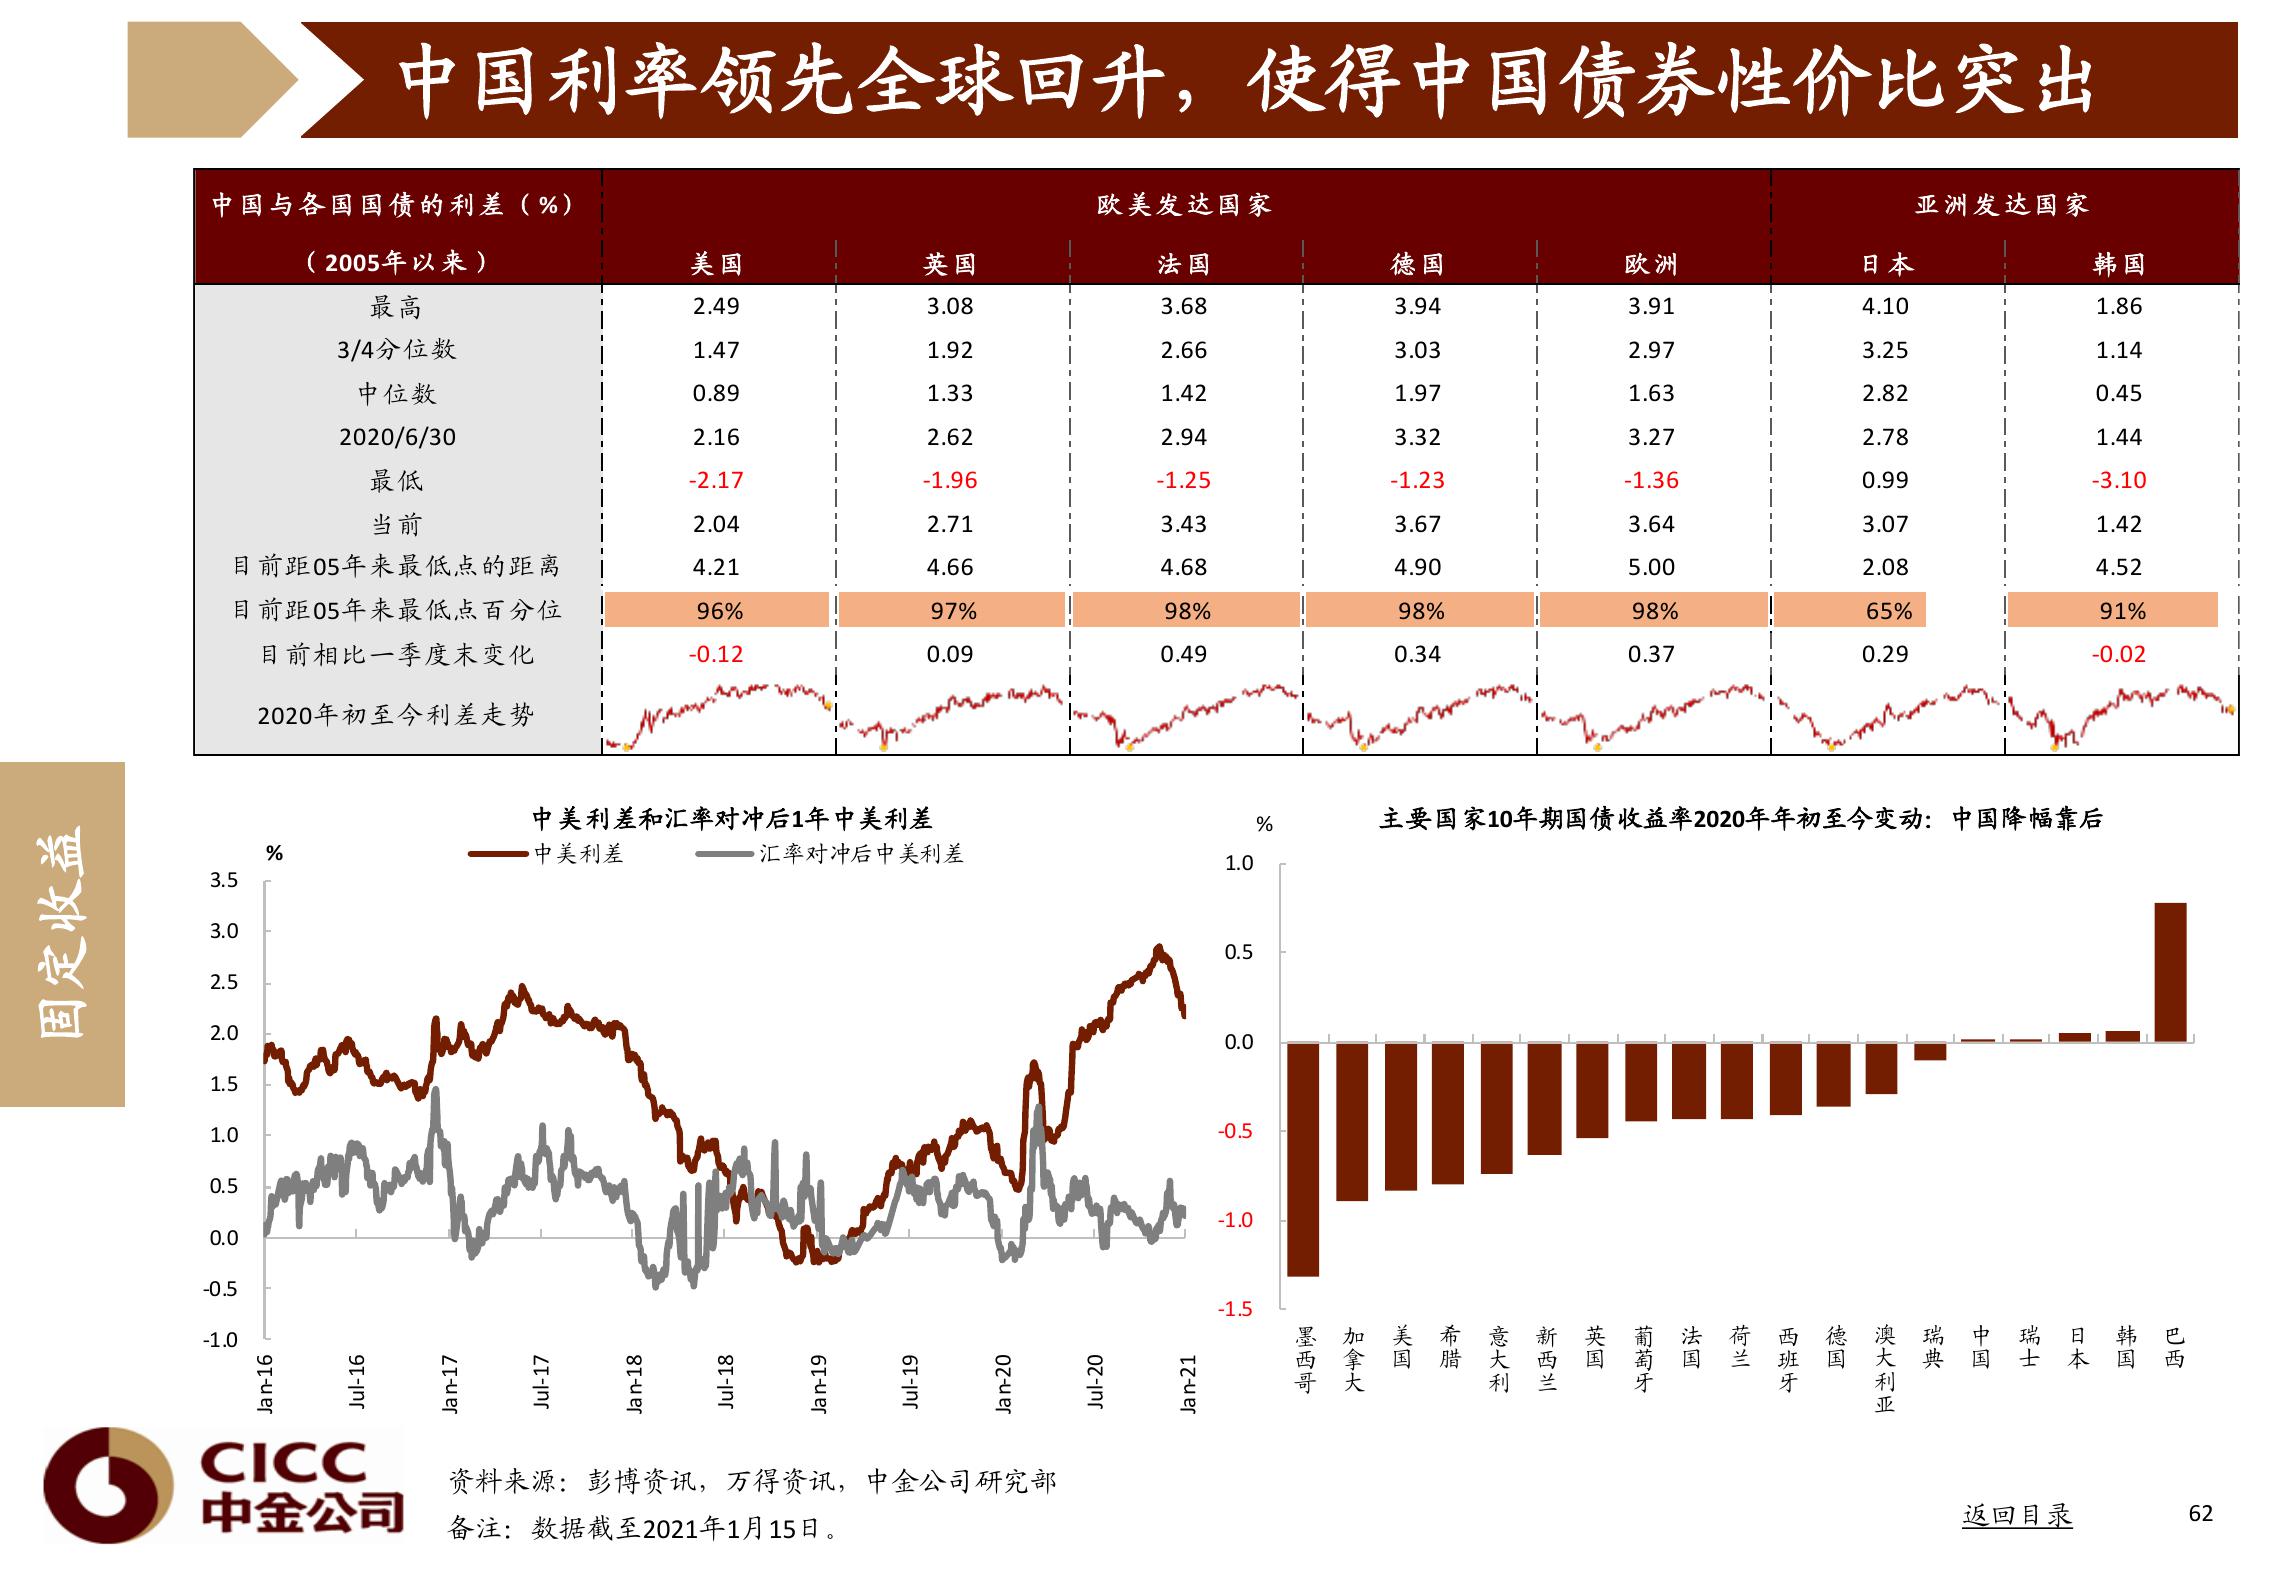 中国利率领先全球回升，使得中国债券性价比突出
中国与各国国债的利差（%） 欧美发达国家 亚洲发达国家
（2005年以来） 美国 英国 法国 德国 欧洲 日本 韩国
最高 2.49 3.08 3.68 3.94 3.91 4.10 1.86
3/4分位数 1.47 1.92 2.66 3.03 2.97 3.25 1.14
中位数 0.89 1.33 1.42 1.97 1.63 2.82 0.45
2020/6/30 2.16 2.62 2.94 3.32 3.27 2.78 1.44
最低 -2.17 -1.96 -1.25 -1.23 -1.36 0.99 -3.10
当前 2.04 2.71 3.43 3.67 3.64 3.07 1.42
目前距05年来最低点的距离 4.21 4.66 4.68 4.90 5.00 2.08 4.52
目前距05年来最低点百分位 96% 97% 98% 98% 98% 65% 91%
目前相比一季度末变化 -0.12 0.09 0.49 0.34 0.37 0.29 -0.02
2020年初至今利差走势
固定收益
中美利差和汇率对冲后1年中美利差
% 中美利差 汇率对冲后中美利差
3.5
3.0
2.5
2.0
1.5
1.0
0.5
0.0
-0.5
-1.0
Jan-16 Jul-16 Jan-17 Jul-17 Jan-18 Jul-18 Jan-19 Jul-19 Jan-20 Jul-20 Jan-21
% 主要国家10年期国债收益率2020年年初至今变动：中国降幅靠后
1.0
0.5
0.0
-0.5
-1.0
-1.5
墨西哥 加拿大 美国 希腊 意大利 新西兰 英国 葡萄牙 法国 荷兰 西班牙 德国 澳大利亚 瑞典 中国 瑞士 日本 韩国 巴西
CICC
中金公司
资料来源：彭博资讯，万得资讯，中金公司研究部
备注：数据截至2021年1月15日。
返回目录 62